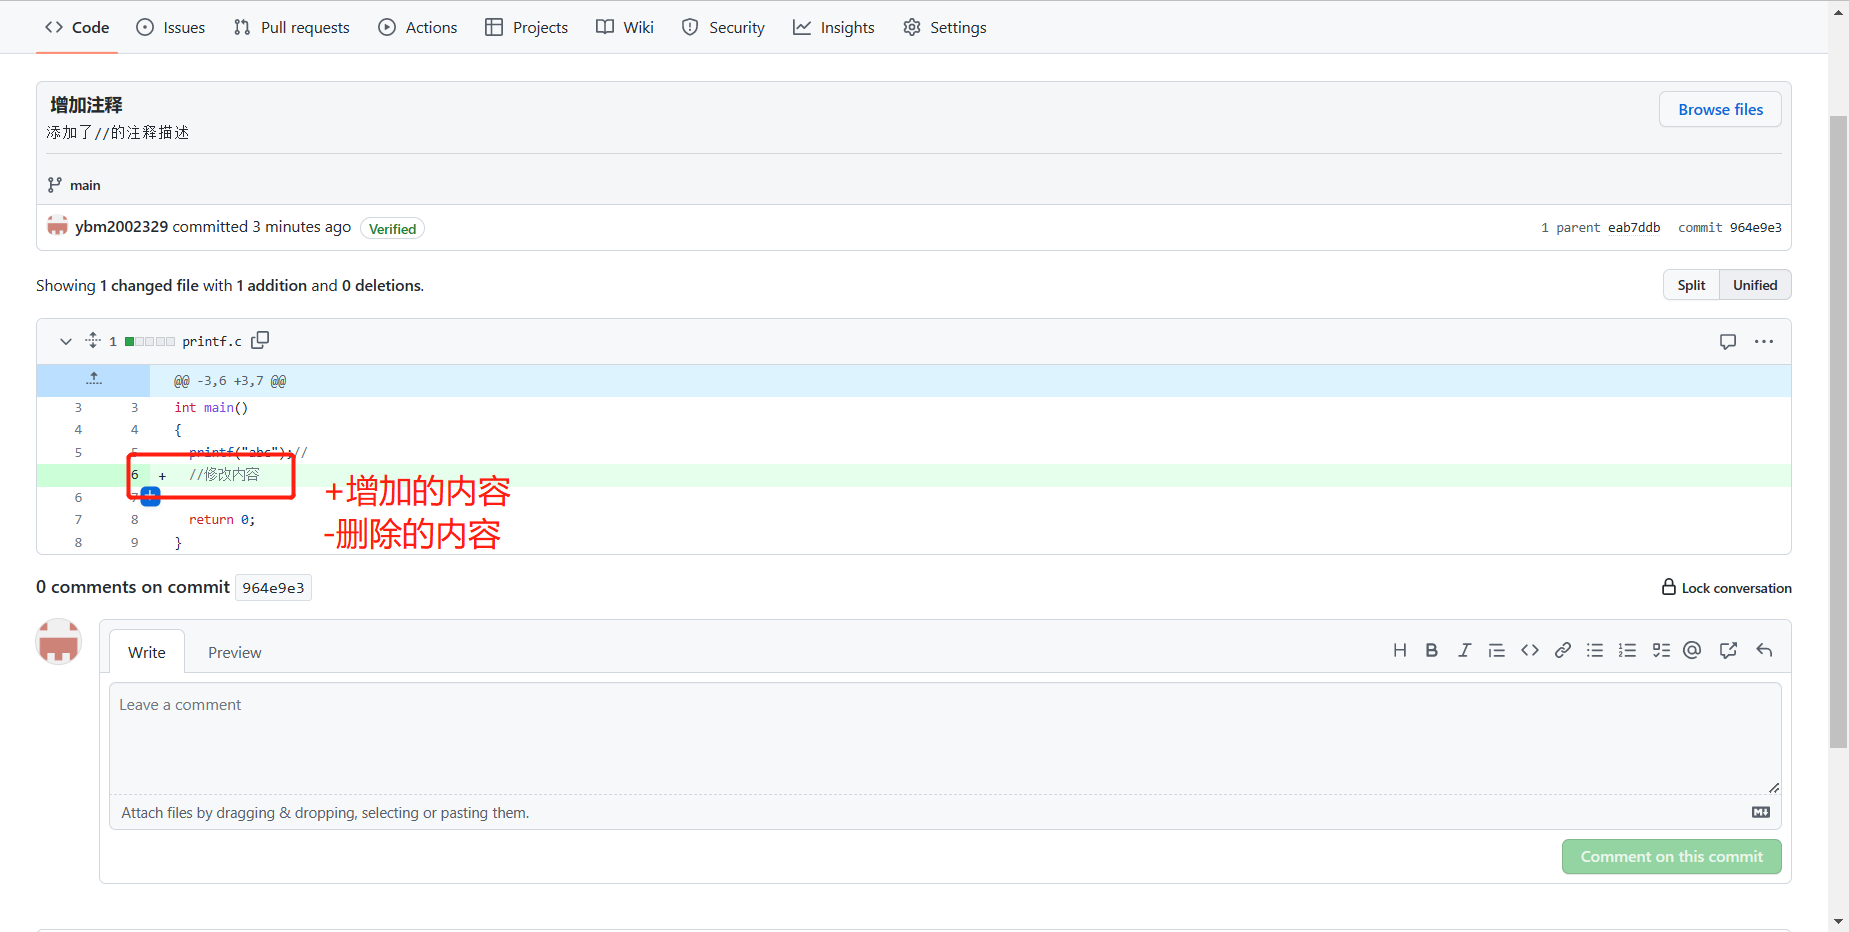 Code Issues Pull requests Actions Projects Wiki Security Insights Settings
增加注释
Browse files
添加了//的注释描述
main
ybm2002329 committed 3 minutes ago Verified
1 parent eab7ddb commit 964e9e3
Showing 1 changed file with 1 addition and 0 deletions.
Split Unified
1 printf.c
@@ -3,6 +3,7 @@
3 3 int main()
4 4 {
5 5 printf("abc");//
6 + //修改内容
6 7
7 8 return 0;
8 9 }
+增加的内容
-删除的内容
0 comments on commit 964e9e3
Lock conversation
Write Preview
Leave a comment
Attach files by dragging & dropping, selecting or pasting them.
Comment on this commit